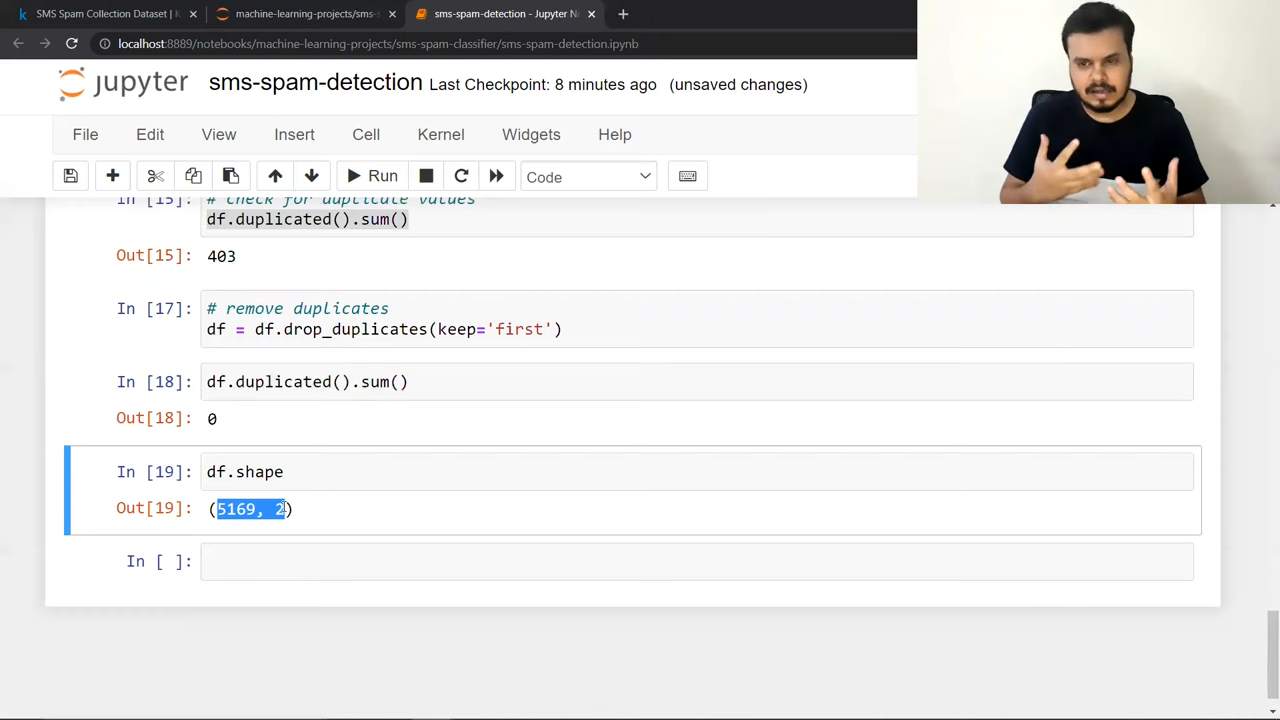 SMS Spam Collection Dataset | K
machine-learning-projects/sms-s
sms-spam-detection - Jupyter N
localhost:8889/notebooks/machine-learning-projects/sms-spam-classifier/sms-spam-detection.ipynb
jupyter sms-spam-detection Last Checkpoint: 8 minutes ago (unsaved changes)
File Edit View Insert Cell Kernel Widgets Help
Run Code
In [15]: # check for duplicate values
df.duplicated().sum()
Out[15]: 403
In [17]: # remove duplicates
df = df.drop_duplicates(keep='first')
In [18]: df.duplicated().sum()
Out[18]: 0
In [19]: df.shape
Out[19]: (5169, 2)
In [ ]: